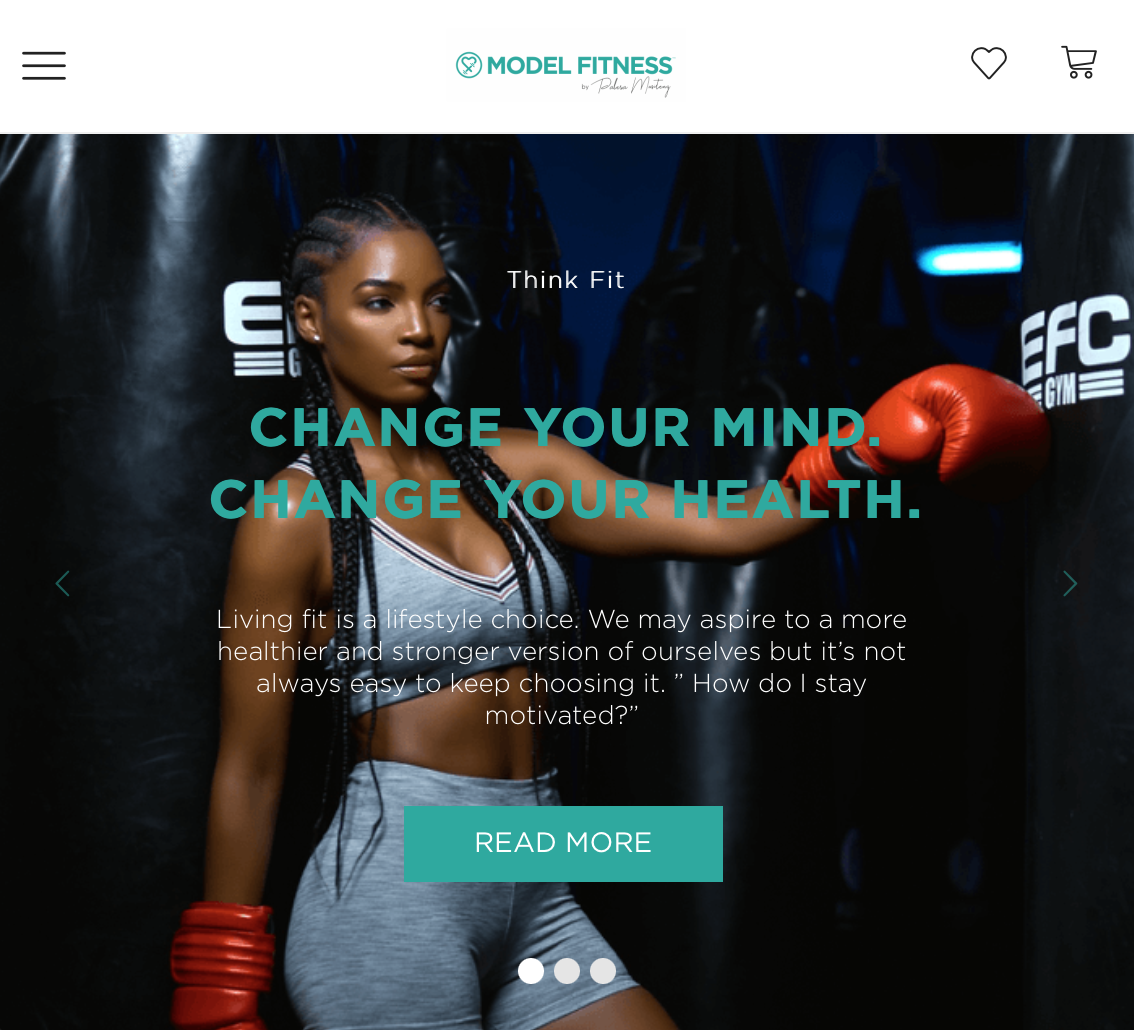 MODEL FITNESS
by
Think Fit
EFC
GYM
CHANGE YOUR MIND.
CHANGE YOUR HEALTH.
Living fit is a lifestyle choice. We may aspire to a more
healthier and stronger version of ourselves but it’s not
always easy to keep choosing it. ” How do I stay
motivated?”
READ MORE